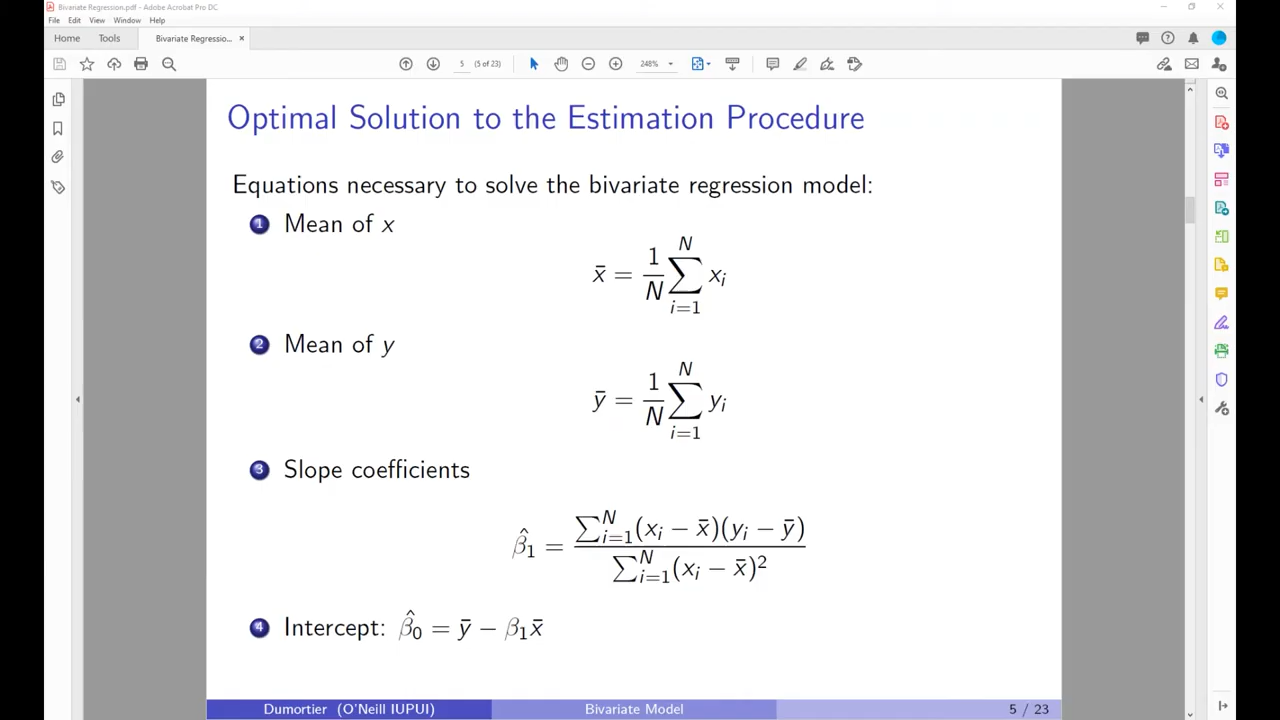 Bivariate Regression.pdf - Adobe Acrobat Pro DC
File Edit View Window Help
Home Tools Bivariate Regressio... ×
5 (5 of 23) 248%
Optimal Solution to the Estimation Procedure
Equations necessary to solve the bivariate regression model:
1 Mean of x
x̄ = 1/N ∑_{i=1}^{N} x_i
2 Mean of y
ȳ = 1/N ∑_{i=1}^{N} y_i
3 Slope coefficients
β̂_1 = ∑_{i=1}^{N}(x_i − x̄)(y_i − ȳ) / ∑_{i=1}^{N}(x_i − x̄)²
4 Intercept: β̂_0 = ȳ − β_1x̄
Dumortier (O'Neill IUPUI) Bivariate Model 5 / 23